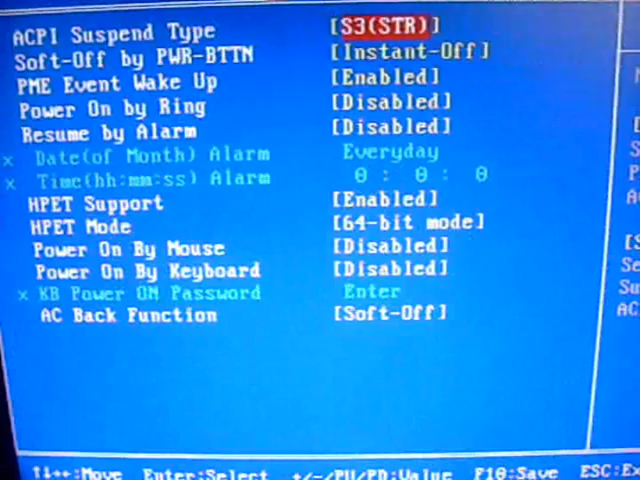 ACPI Suspend Type [S3(STR)]
Soft-Off by PWR-BTTN [Instant-Off]
PME Event Wake Up [Enabled]
Power On by Ring [Disabled]
Resume by Alarm [Disabled]
x Date(of Month) Alarm Everyday
x Time(hh:mm:ss) Alarm 0 : 0 : 0
HPET Support [Enabled]
HPET Mode [64-bit mode]
Power On By Mouse [Disabled]
Power On By Keyboard [Disabled]
x KB Power ON Password Enter
AC Back Function [Soft-Off]
↑↓→←:Move Enter:Select +/-/PU/PD:Value F10:Save ESC:Ex